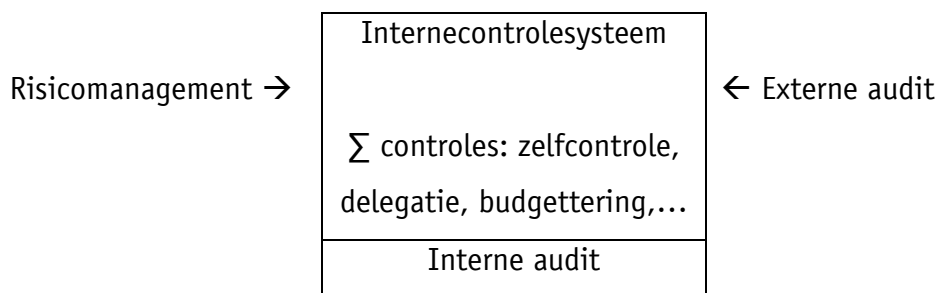 Internecontrolesysteem
Risicomanagement →
← Externe audit
∑ controles: zelfcontrole,
delegatie, budgettering,…
Interne audit